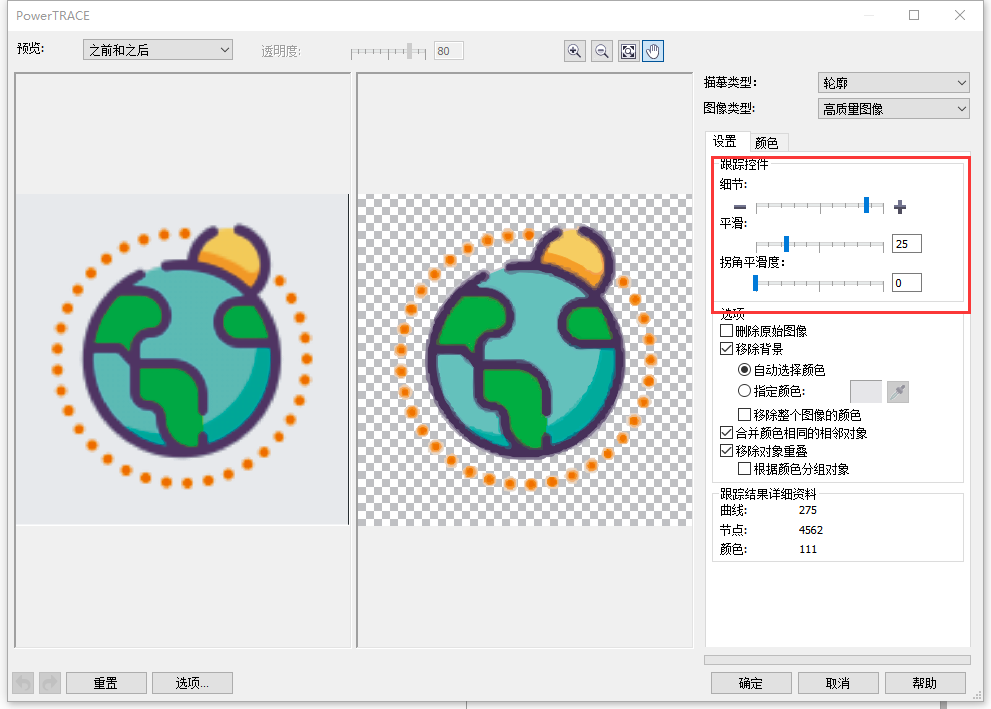 PowerTRACE
预览: 之前和之后 透明度: 80
描摹类型: 轮廓
图像类型: 高质量图像
设置 颜色
跟踪控件
细节:
平滑:
25
拐角平滑度:
0
选项
删除原始图像
移除背景
自动选择颜色
指定颜色:
移除整个图像的颜色
合并颜色相同的相邻对象
移除对象重叠
根据颜色分组对象
跟踪结果详细资料
曲线: 275
节点: 4562
颜色: 111
重置 选项... 确定 取消 帮助